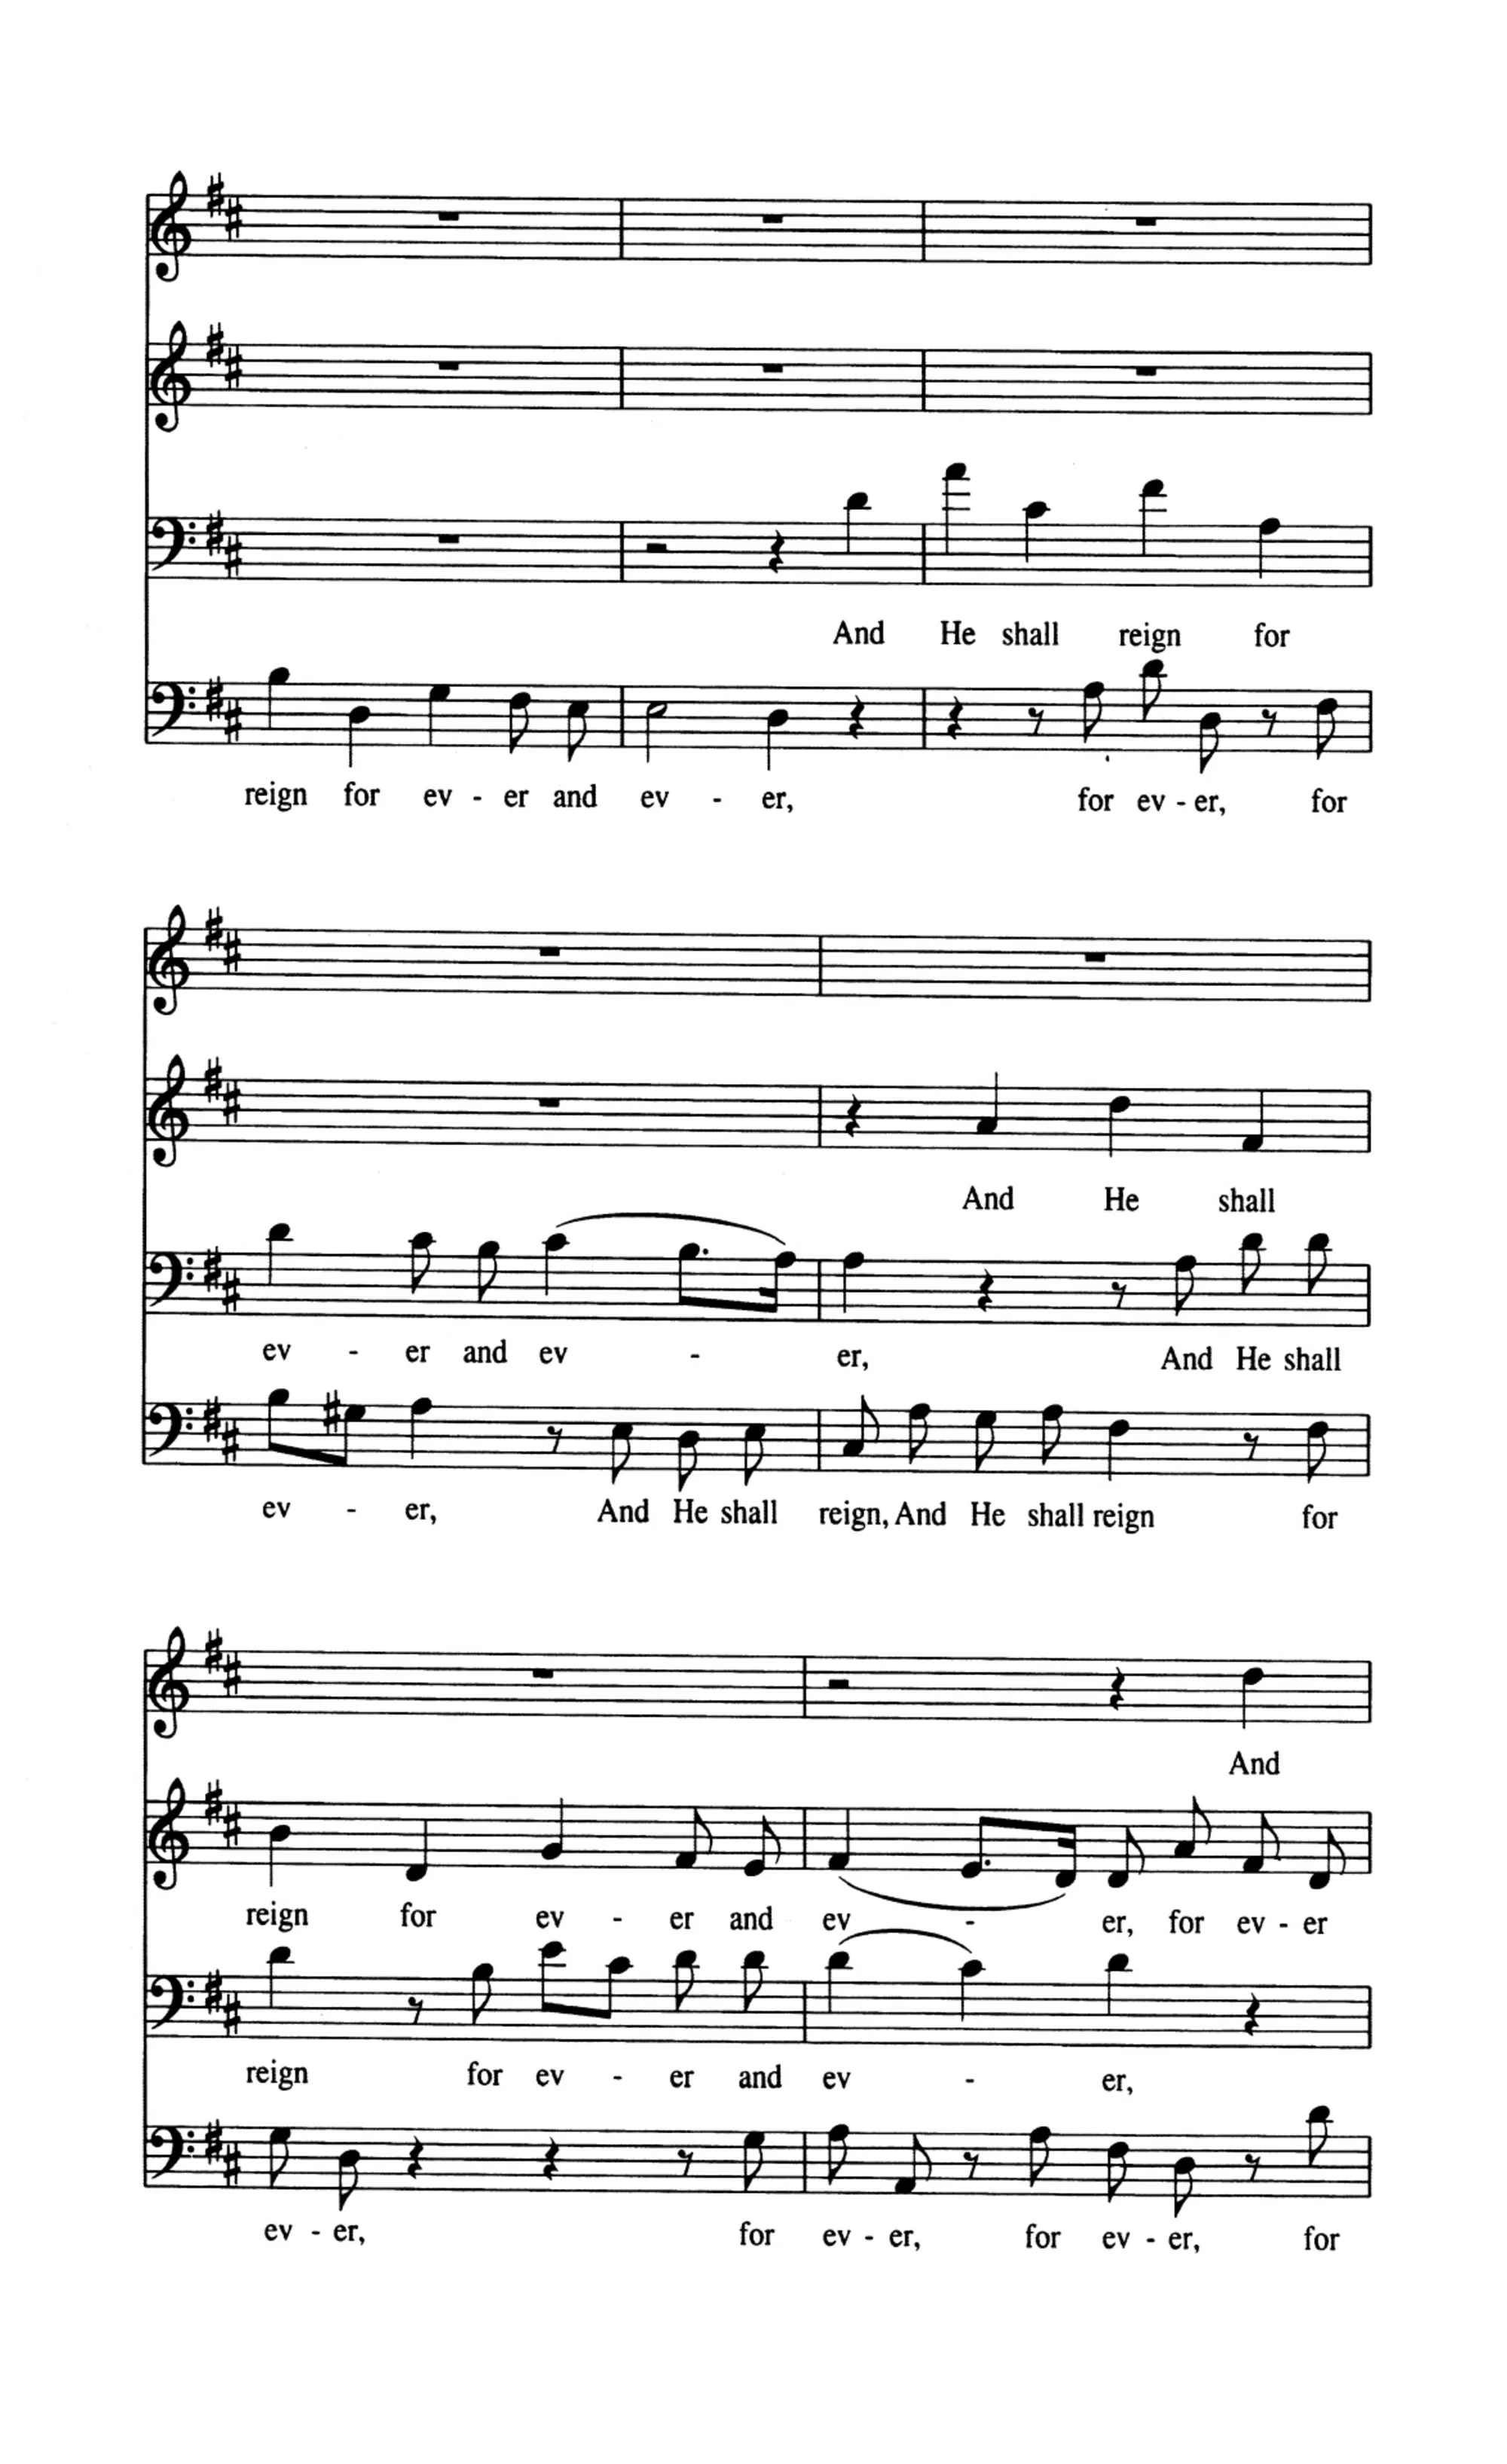 And He shall reign for
reign for ev - er and ev - er, for ev - er, for
And He shall
ev - er and ev - er, And He shall
ev - er, And He shall reign, And He shall reign for
And
reign for ev - er and ev - er, for ev - er
reign for ev - er and ev - er,
ev - er, for ev - er, for ev - er, for